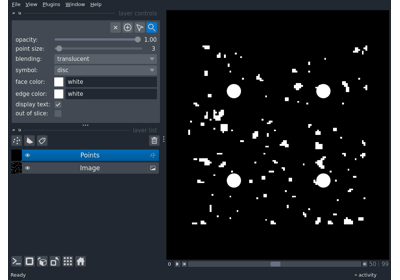 File View Plugins Window Help
layer controls
opacity: 1.00
point size: 3
blending: translucent
symbol: disc
face color: white
edge color: white
display text:
out of slice:
layer list
Points
Image
50 99
Ready
activity